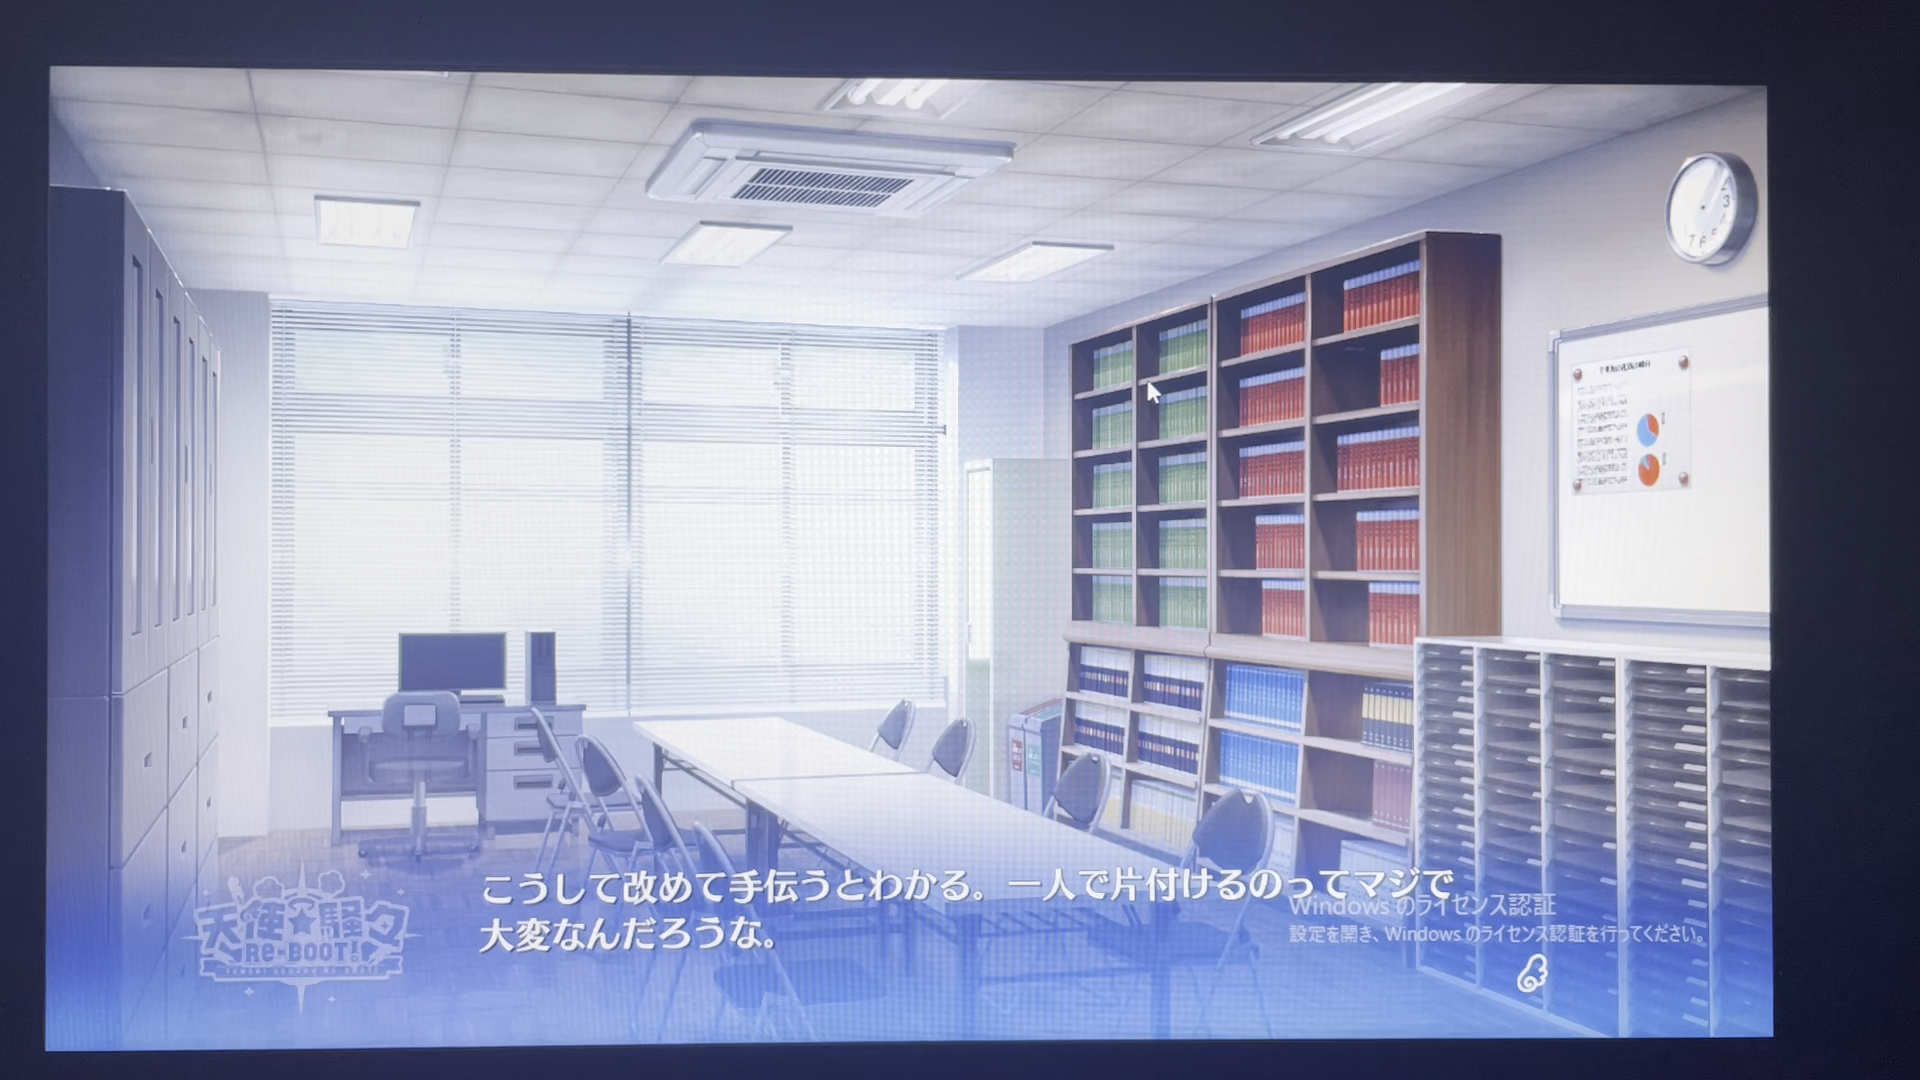 こうして改めて手伝うとわかる。一人で片付けるのってマジで
大変なんだろうな。
Windows のライセンス認証
設定を開き、Windows のライセンス認証を行ってください。
天使☆騒々
RE-BOOT!